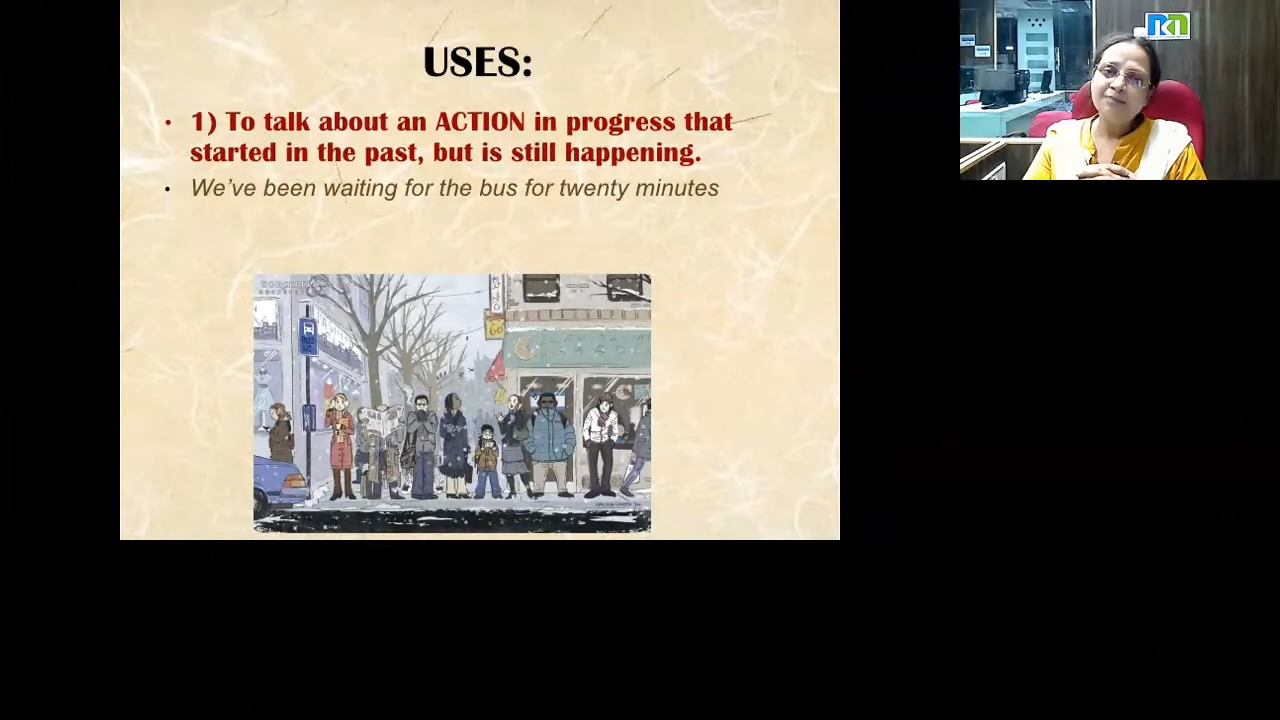 USES:
• 1) To talk about an ACTION in progress that
started in the past, but is still happening.
• We’ve been waiting for the bus for twenty minutes
BUS